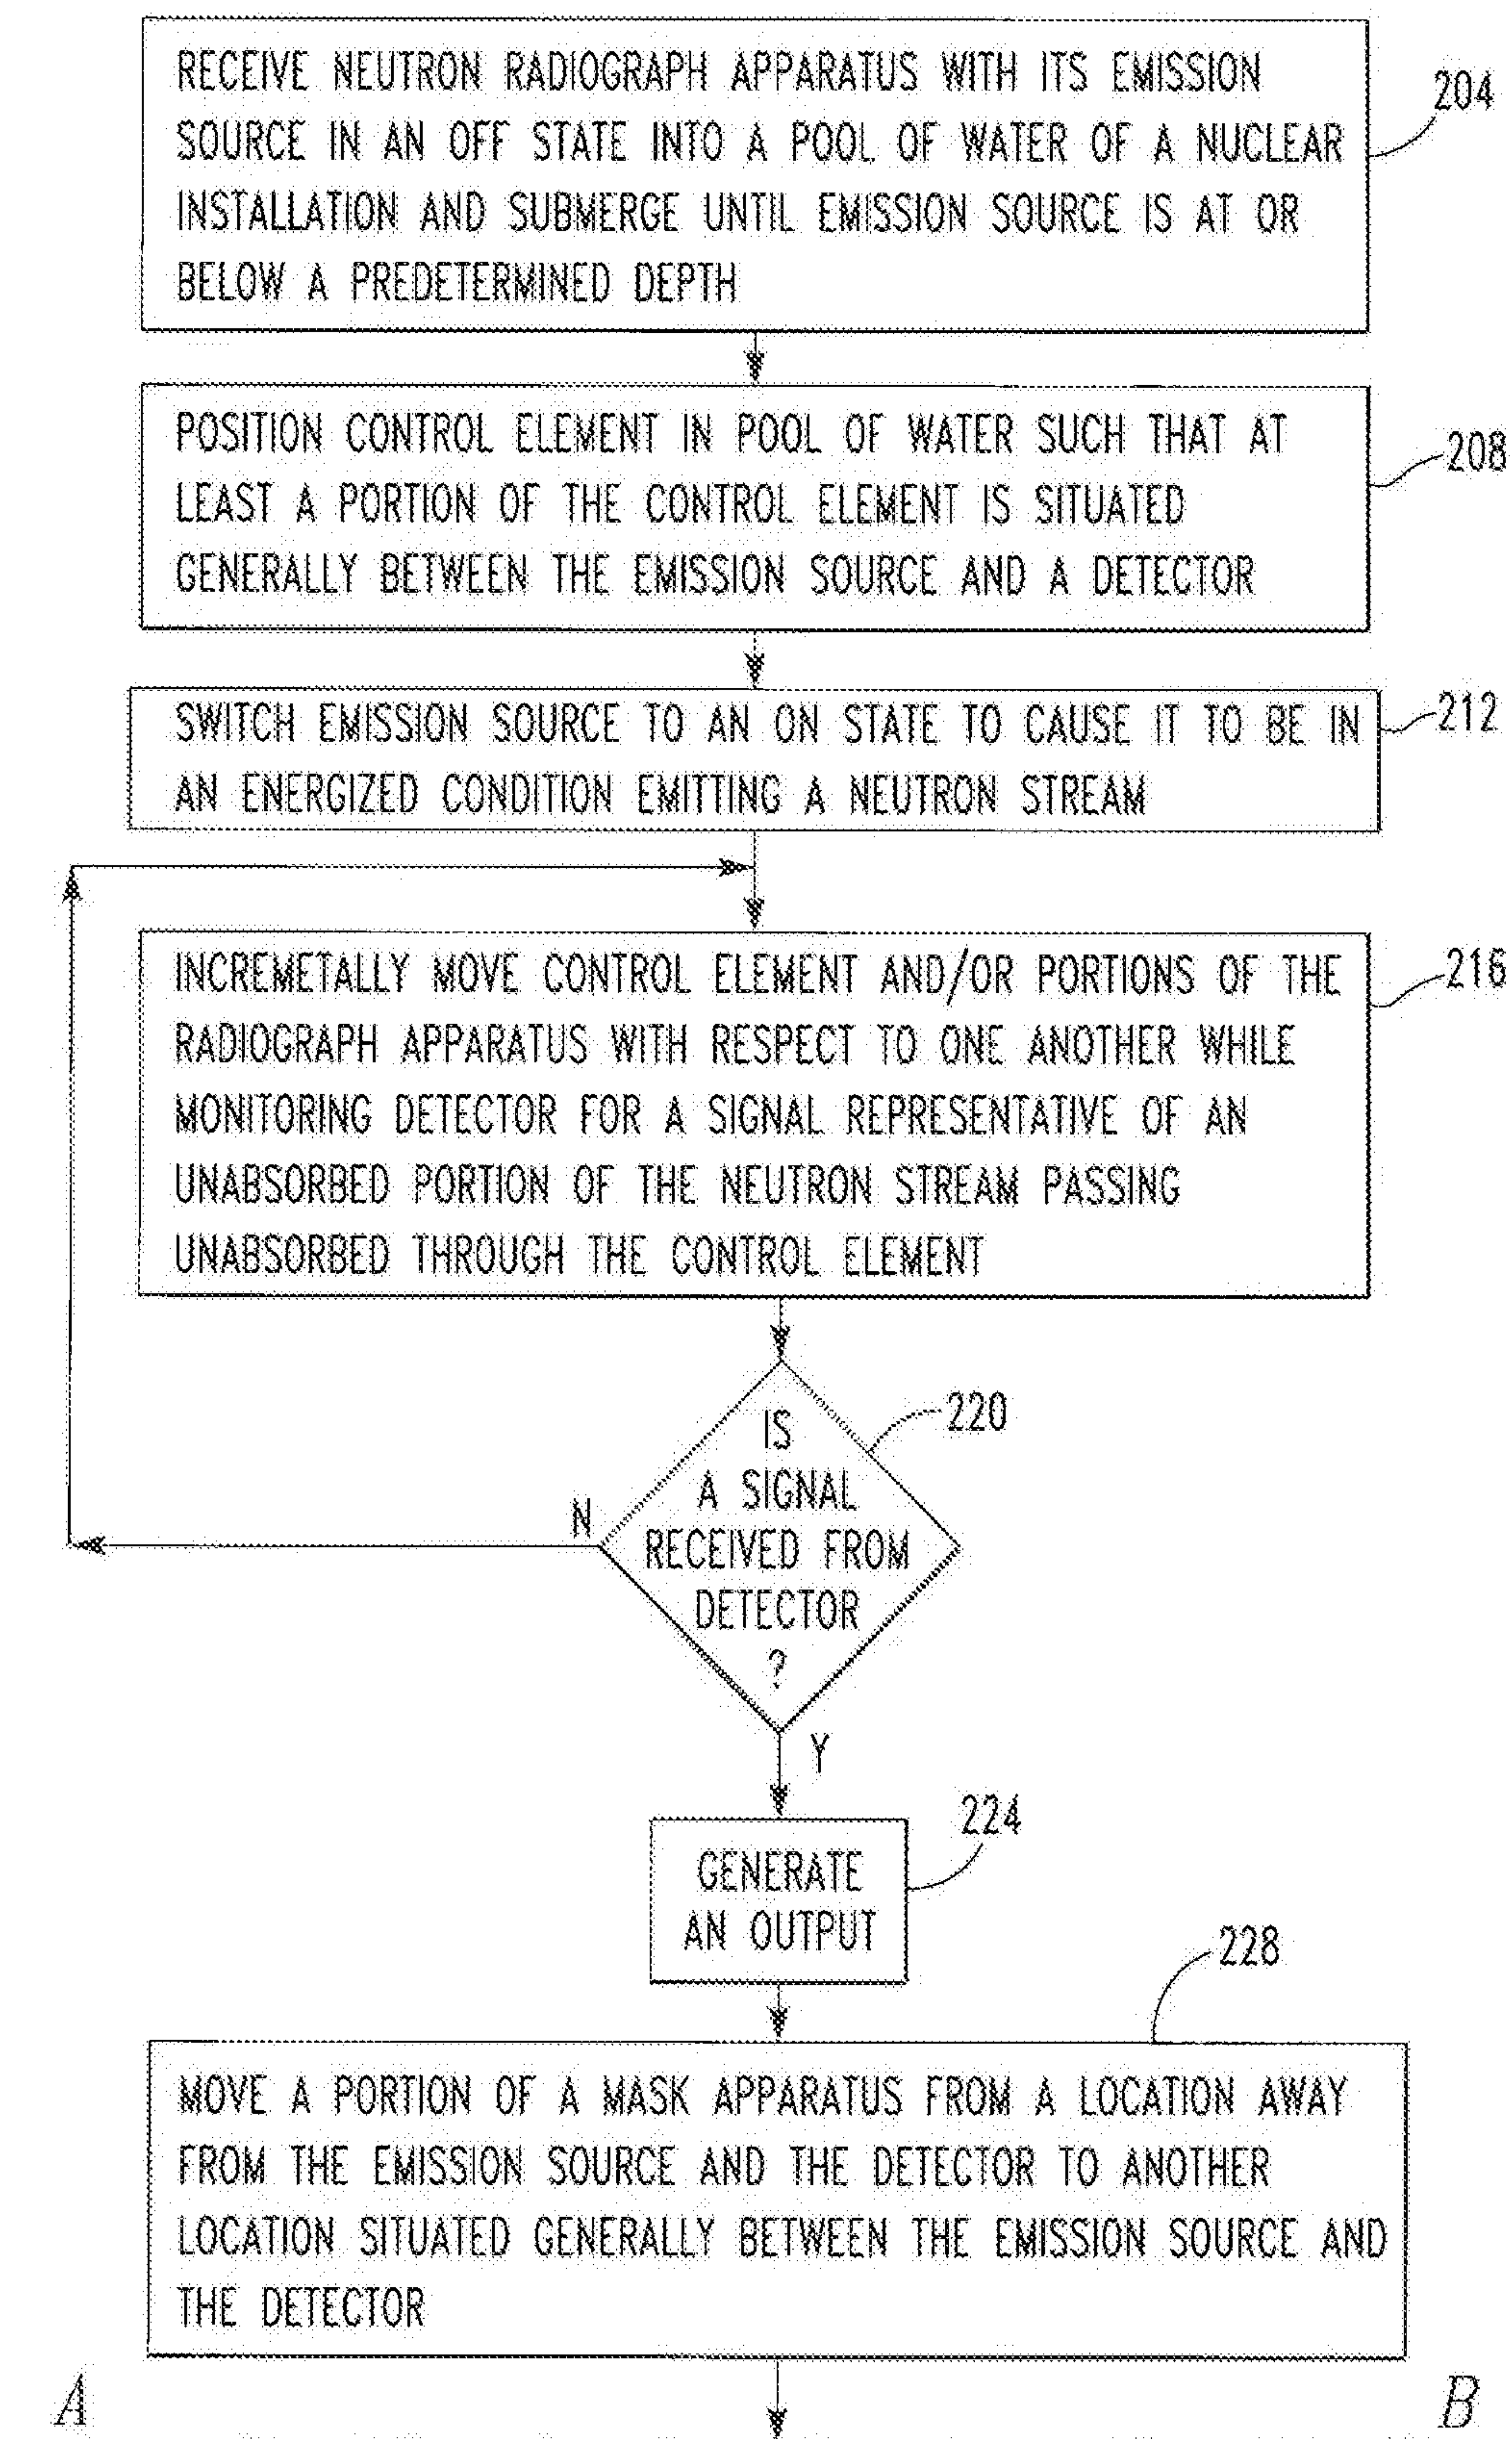 RECEIVE NEUTRON RADIOGRAPH APPARATUS WITH ITS EMISSION
SOURCE IN AN OFF STATE INTO A POOL OF WATER OF A NUCLEAR
INSTALLATION AND SUBMERGE UNTIL EMISSION SOURCE IS AT OR
BELOW A PREDETERMINED DEPTH
204
POSITION CONTROL ELEMENT IN POOL OF WATER SUCH THAT AT
LEAST A PORTION OF THE CONTROL ELEMENT IS SITUATED
GENERALLY BETWEEN THE EMISSION SOURCE AND A DETECTOR
208
SWITCH EMISSION SOURCE TO AN ON STATE TO CAUSE IT TO BE IN
AN ENERGIZED CONDITION EMITTING A NEUTRON STREAM
212
INCREMETALLY MOVE CONTROL ELEMENT AND/OR PORTIONS OF THE
RADIOGRAPH APPARATUS WITH RESPECT TO ONE ANOTHER WHILE
MONITORING DETECTOR FOR A SIGNAL REPRESENTATIVE OF AN
UNABSORBED PORTION OF THE NEUTRON STREAM PASSING
UNABSORBED THROUGH THE CONTROL ELEMENT
216
IS
A SIGNAL
RECEIVED FROM
DETECTOR
?
220
N
Y
GENERATE
AN OUTPUT
224
228
MOVE A PORTION OF A MASK APPARATUS FROM A LOCATION AWAY
FROM THE EMISSION SOURCE AND THE DETECTOR TO ANOTHER
LOCATION SITUATED GENERALLY BETWEEN THE EMISSION SOURCE AND
THE DETECTOR
A
B